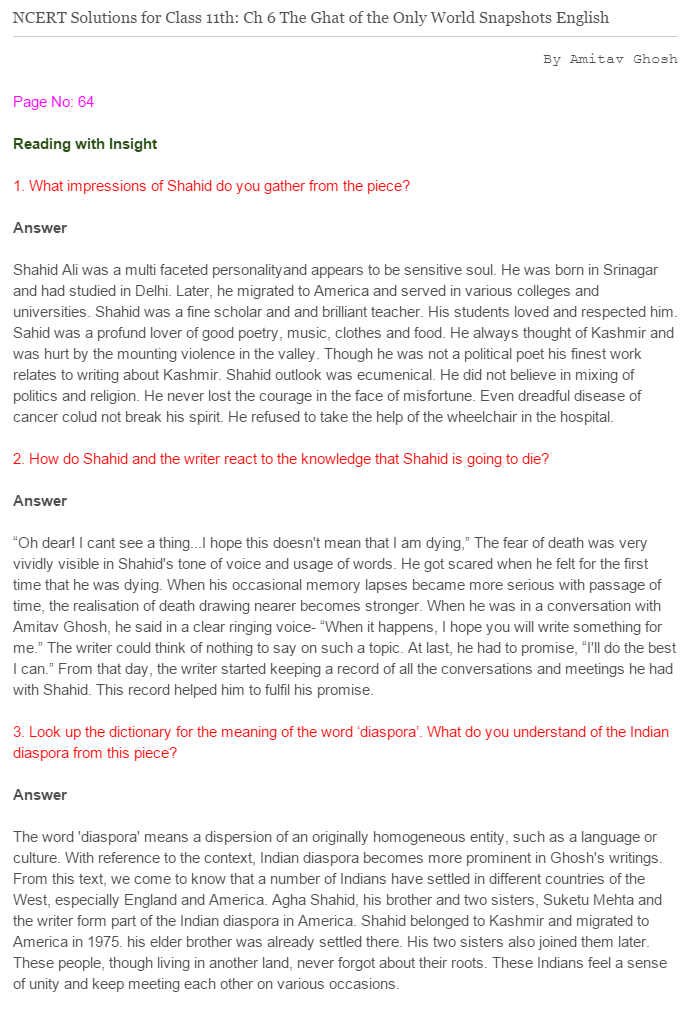 NCERT Solutions for Class 11th: Ch 6 The Ghat of the Only World Snapshots English
By Amitav Ghosh
Page No: 64
Reading with Insight
1. What impressions of Shahid do you gather from the piece?
Answer
Shahid Ali was a multi faceted personalityand appears to be sensitive soul. He was born in Srinagar
and had studied in Delhi. Later, he migrated to America and served in various colleges and
universities. Shahid was a fine scholar and and brilliant teacher. His students loved and respected him.
Sahid was a profund lover of good poetry, music, clothes and food. He always thought of Kashmir and
was hurt by the mounting violence in the valley. Though he was not a political poet his finest work
relates to writing about Kashmir. Shahid outlook was ecumenical. He did not believe in mixing of
politics and religion. He never lost the courage in the face of misfortune. Even dreadful disease of
cancer colud not break his spirit. He refused to take the help of the wheelchair in the hospital.
2. How do Shahid and the writer react to the knowledge that Shahid is going to die?
Answer
“Oh dear! I cant see a thing...I hope this doesn't mean that I am dying,” The fear of death was very
vividly visible in Shahid's tone of voice and usage of words. He got scared when he felt for the first
time that he was dying. When his occasional memory lapses became more serious with passage of
time, the realisation of death drawing nearer becomes stronger. When he was in a conversation with
Amitav Ghosh, he said in a clear ringing voice- “When it happens, I hope you will write something for
me.” The writer could think of nothing to say on such a topic. At last, he had to promise, “I'll do the best
I can.” From that day, the writer started keeping a record of all the conversations and meetings he had
with Shahid. This record helped him to fulfil his promise.
3. Look up the dictionary for the meaning of the word ‘diaspora’. What do you understand of the Indian
diaspora from this piece?
Answer
The word 'diaspora' means a dispersion of an originally homogeneous entity, such as a language or
culture. With reference to the context, Indian diaspora becomes more prominent in Ghosh's writings.
From this text, we come to know that a number of Indians have settled in different countries of the
West, especially England and America. Agha Shahid, his brother and two sisters, Suketu Mehta and
the writer form part of the Indian diaspora in America. Shahid belonged to Kashmir and migrated to
America in 1975. his elder brother was already settled there. His two sisters also joined them later.
These people, though living in another land, never forgot about their roots. These Indians feel a sense
of unity and keep meeting each other on various occasions.